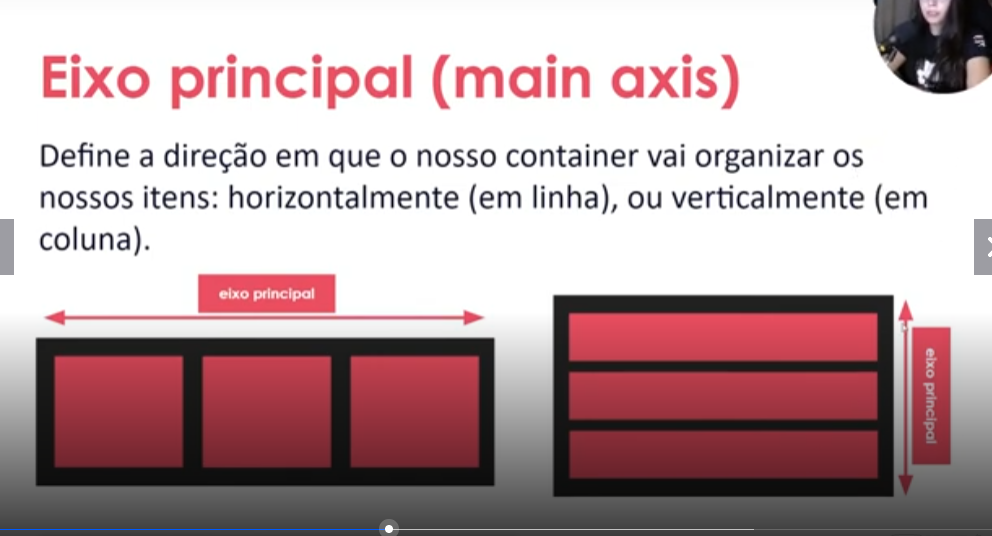 Eixo principal (main axis)
Define a direção em que o nosso container vai organizar os
nossos itens: horizontalmente (em linha), ou verticalmente (em
coluna).
eixo principal
eixo principal